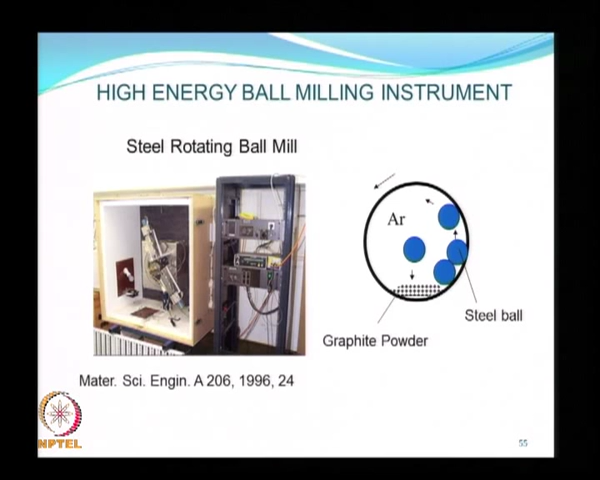 HIGH ENERGY BALL MILLING INSTRUMENT
Steel Rotating Ball Mill
Ar
Steel ball
Graphite Powder
Mater. Sci. Engin. A 206, 1996, 24
NPTEL
55